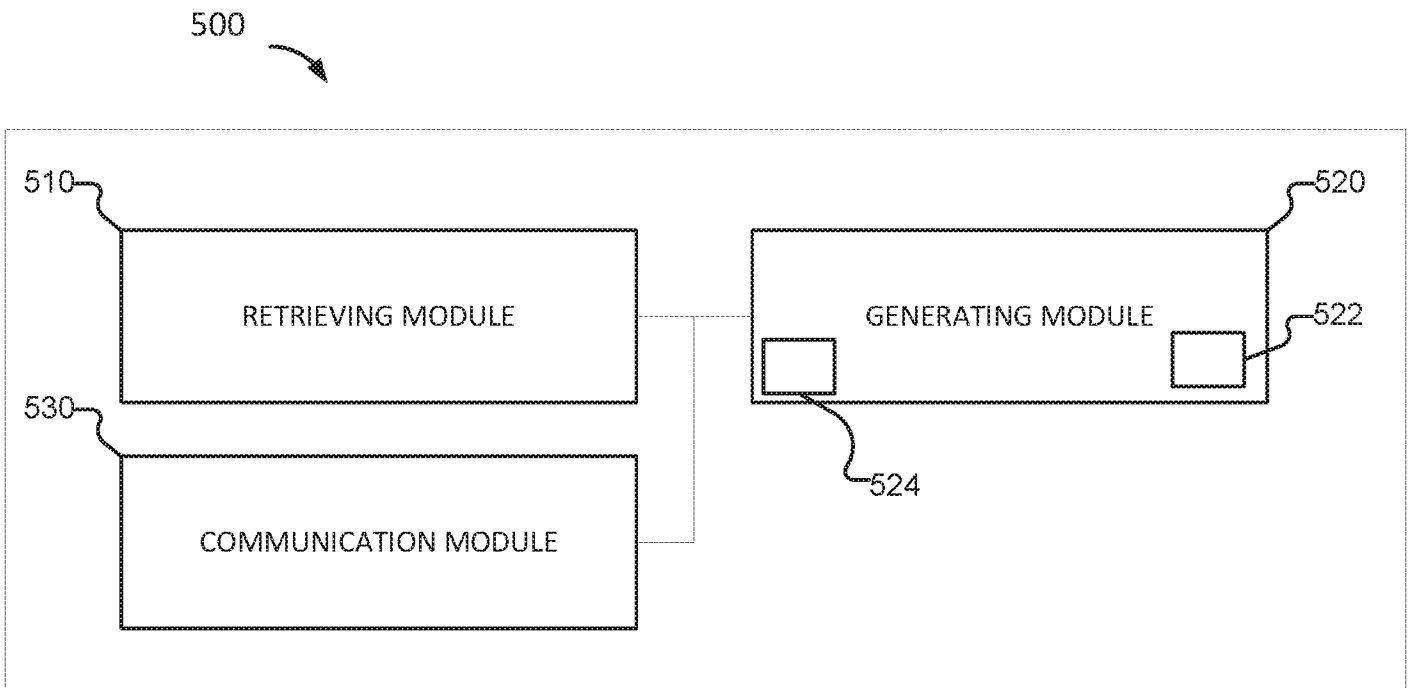 500
510
520
RETRIEVING MODULE
GENERATING MODULE
522
530
524
COMMUNICATION MODULE